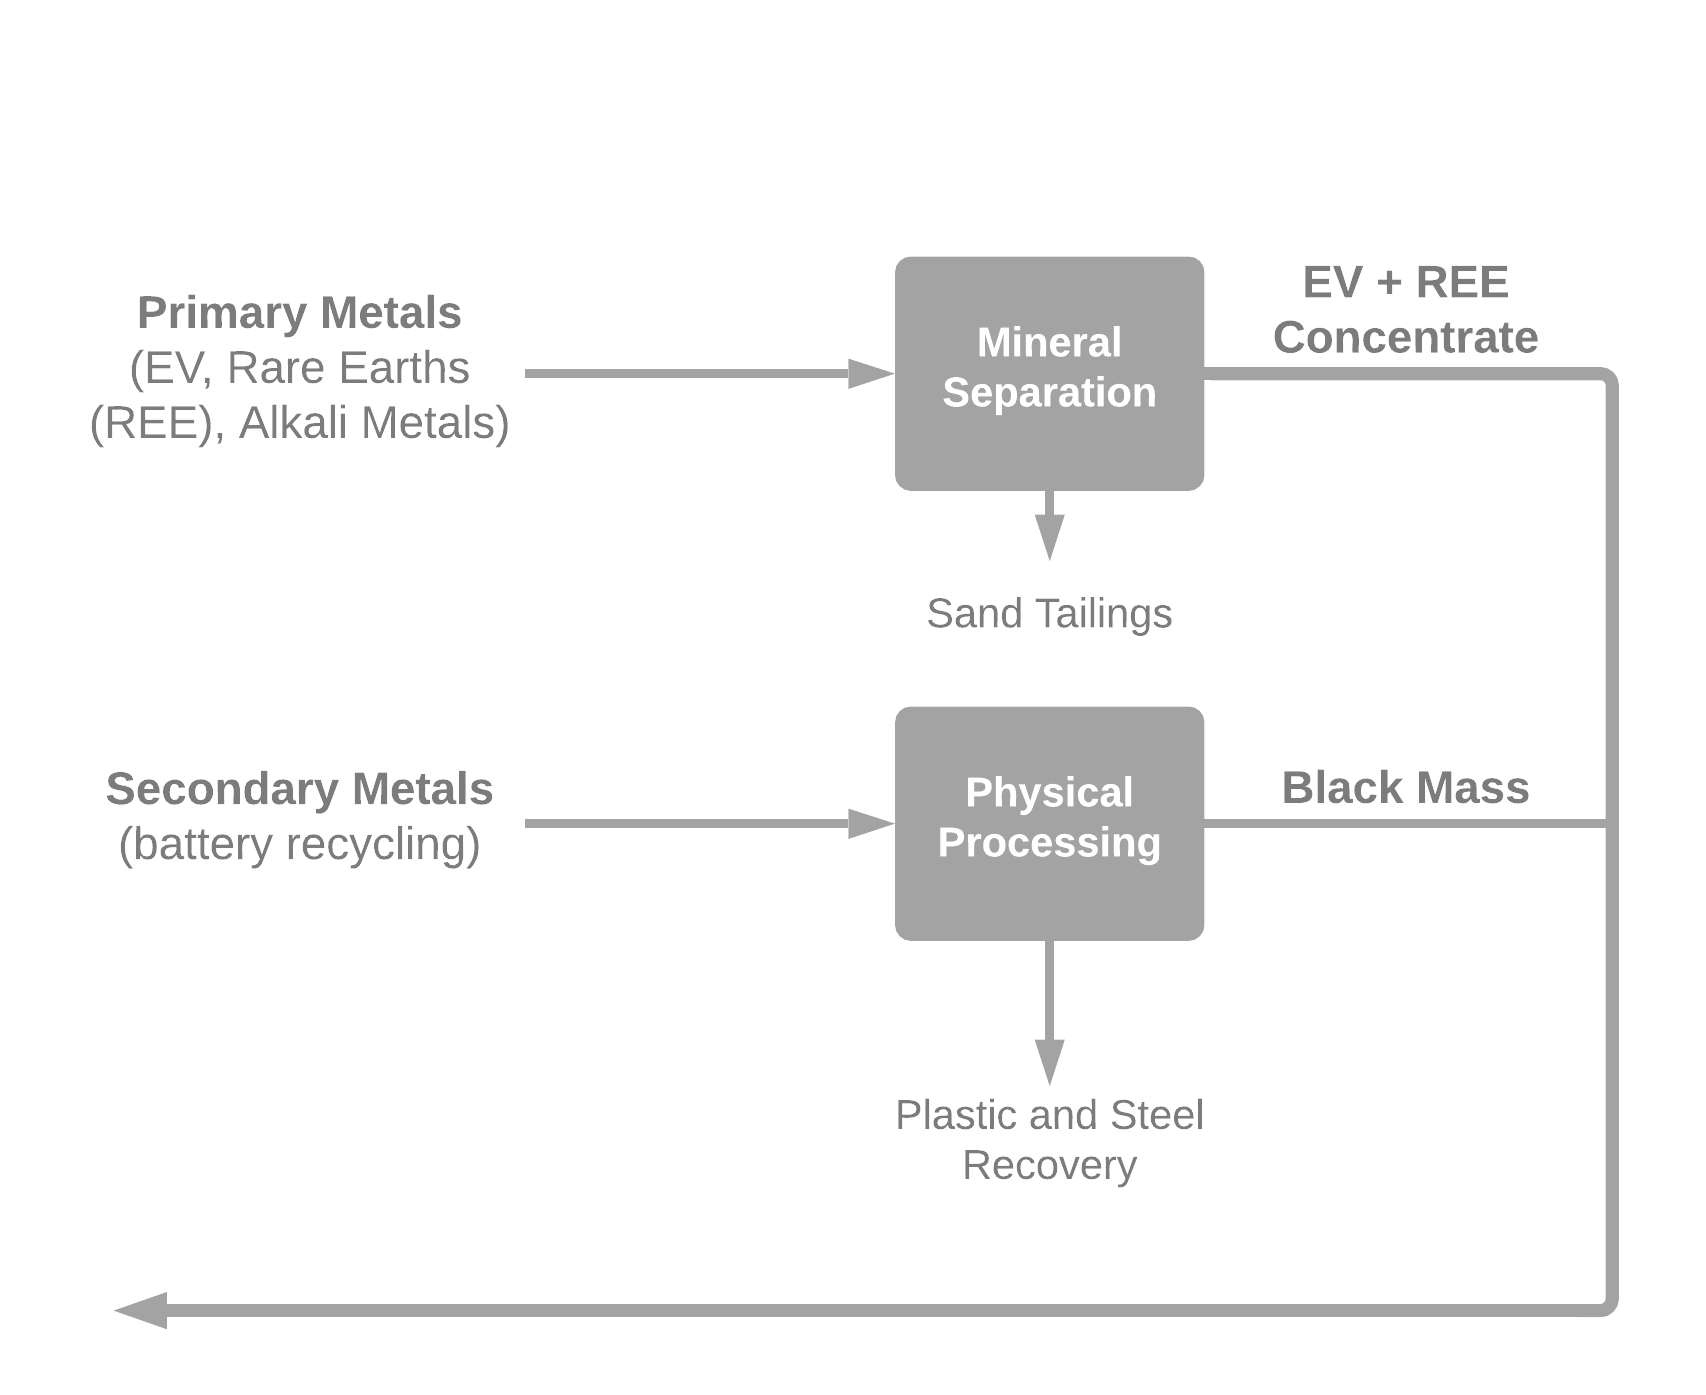 Primary Metals
(EV, Rare Earths
(REE), Alkali Metals)
Mineral
Separation
EV + REE
Concentrate
Sand Tailings
Secondary Metals
(battery recycling)
Physical
Processing
Black Mass
Plastic and Steel
Recovery